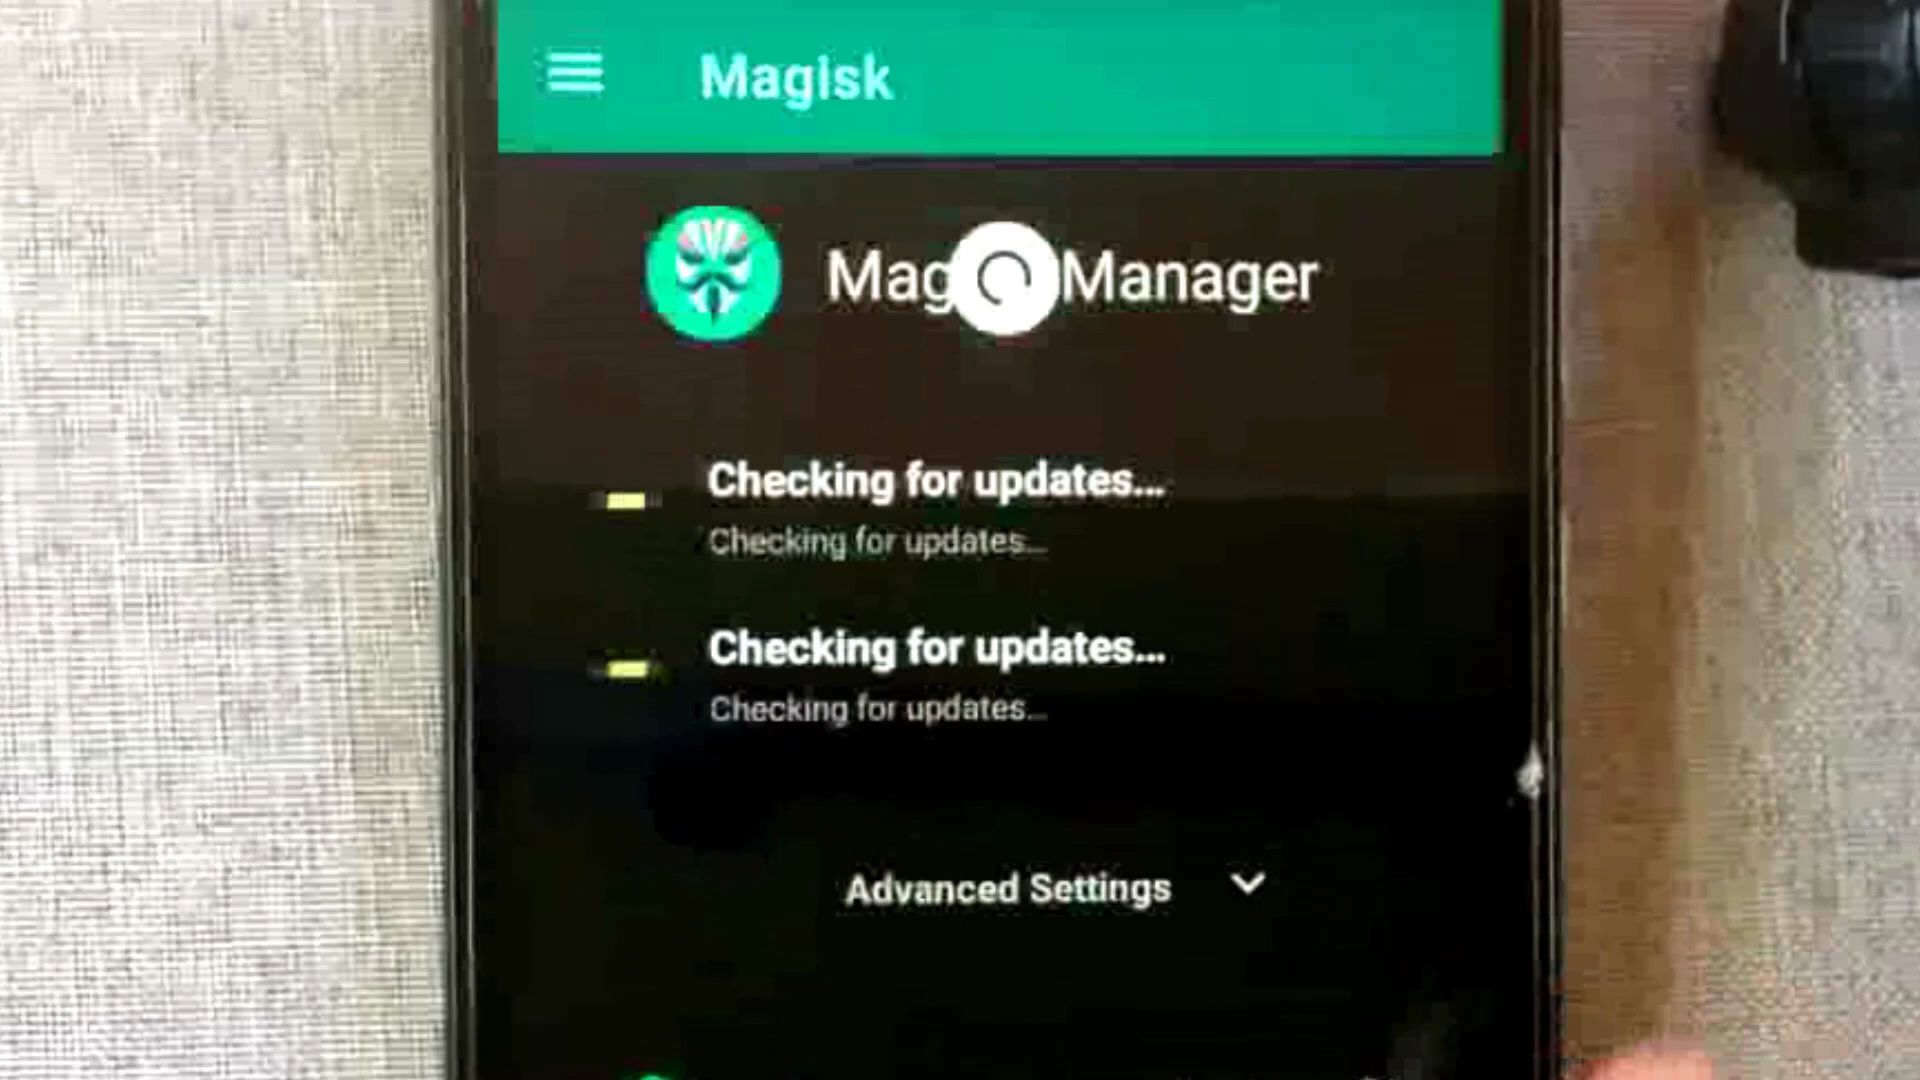 Magisk
Mag Manager
Checking for updates...
Checking for updates...
Checking for updates...
Checking for updates...
Advanced Settings